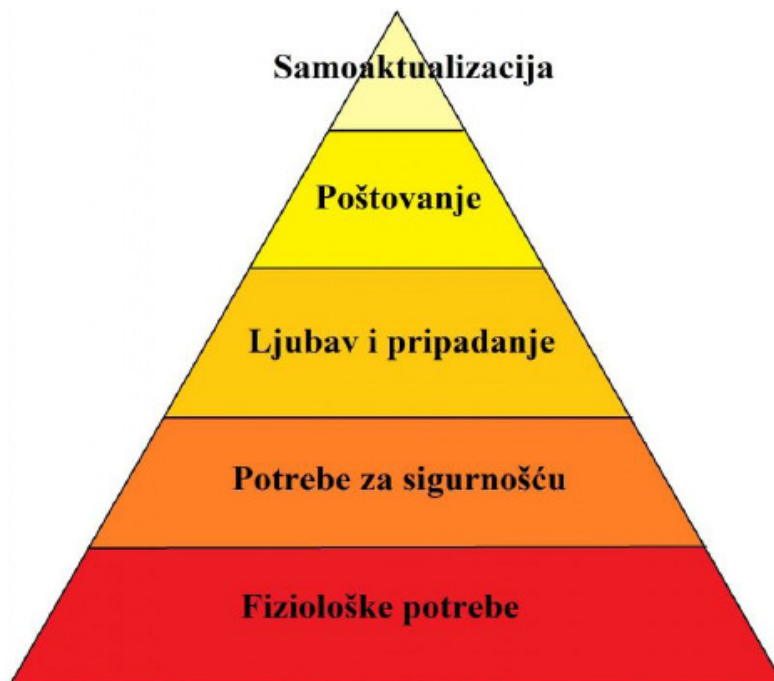 Samoaktualizacija
Poštovanje
Ljubav i pripadanje
Potrebe za sigurnošću
Fiziološke potrebe